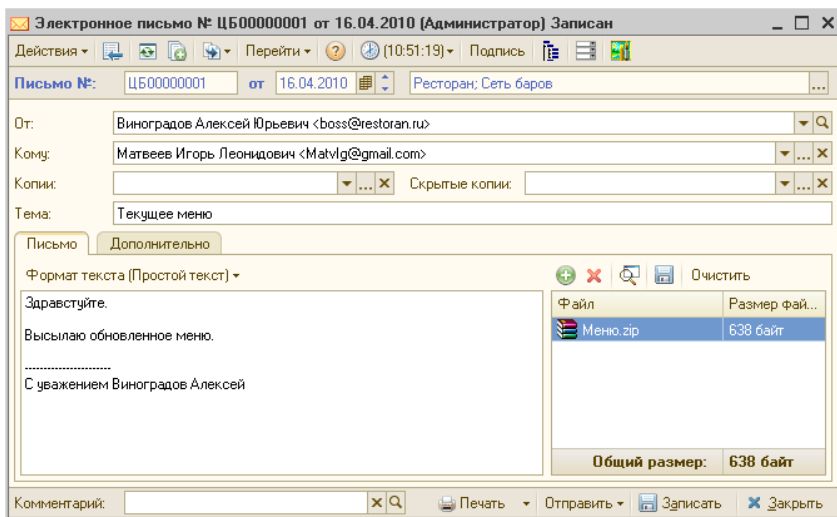 Электронное письмо № ЦБ00000001 от 16.04.2010 (Администратор) Записан
Действия Перейти (10:51:19) Подпись
Письмо №: ЦБ00000001 от 16.04.2010 Ресторан; Сеть баров ...
От: Виноградов Алексей Юрьевич <boss@restoran.ru>
Кому: Матвеев Игорь Леонидович <MatvIg@gmail.com> ...
Копии: ... Скрытые копии: ...
Тема: Текущее меню
Письмо Дополнительно
Формат текста (Простой текст) Очистить
Здравстуйте.
Высылаю обновленное меню.
-----------------------
С уважением Виноградов Алексей
Файл Размер фай...
Меню.zip 638 байт
Общий размер: 638 байт
Комментарий: Печать Отправить Записать Закрыть